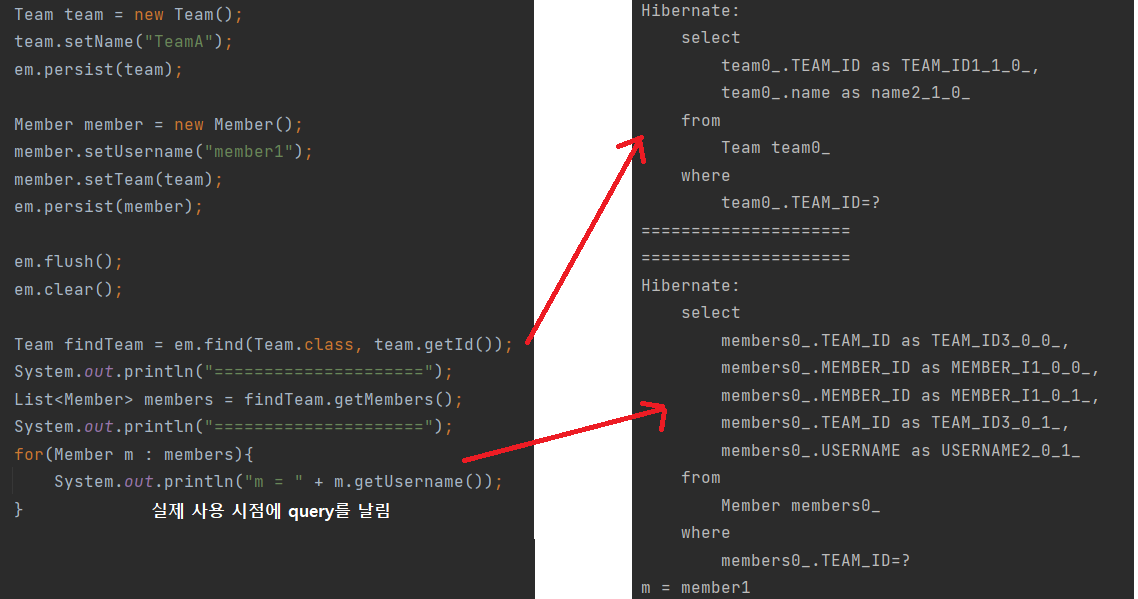 Team team = new Team();
team.setName("TeamA");
em.persist(team);
Member member = new Member();
member.setUsername("member1");
member.setTeam(team);
em.persist(member);
em.flush();
em.clear();
Team findTeam = em.find(Team.class, team.getId());
System.out.println("=====================");
List<Member> members = findTeam.getMembers();
System.out.println("=====================");
for(Member m : members){
System.out.println("m = " + m.getUsername());
}
실제 사용 시점에 query를 날림
Hibernate:
select
team0_.TEAM_ID as TEAM_ID1_1_0_,
team0_.name as name2_1_0_
from
Team team0_
where
team0_.TEAM_ID=?
=====================
=====================
Hibernate:
select
members0_.TEAM_ID as TEAM_ID3_0_0_,
members0_.MEMBER_ID as MEMBER_I1_0_0_,
members0_.MEMBER_ID as MEMBER_I1_0_1_,
members0_.TEAM_ID as TEAM_ID3_0_1_,
members0_.USERNAME as USERNAME2_0_1_
from
Member members0_
where
members0_.TEAM_ID=?
m = member1